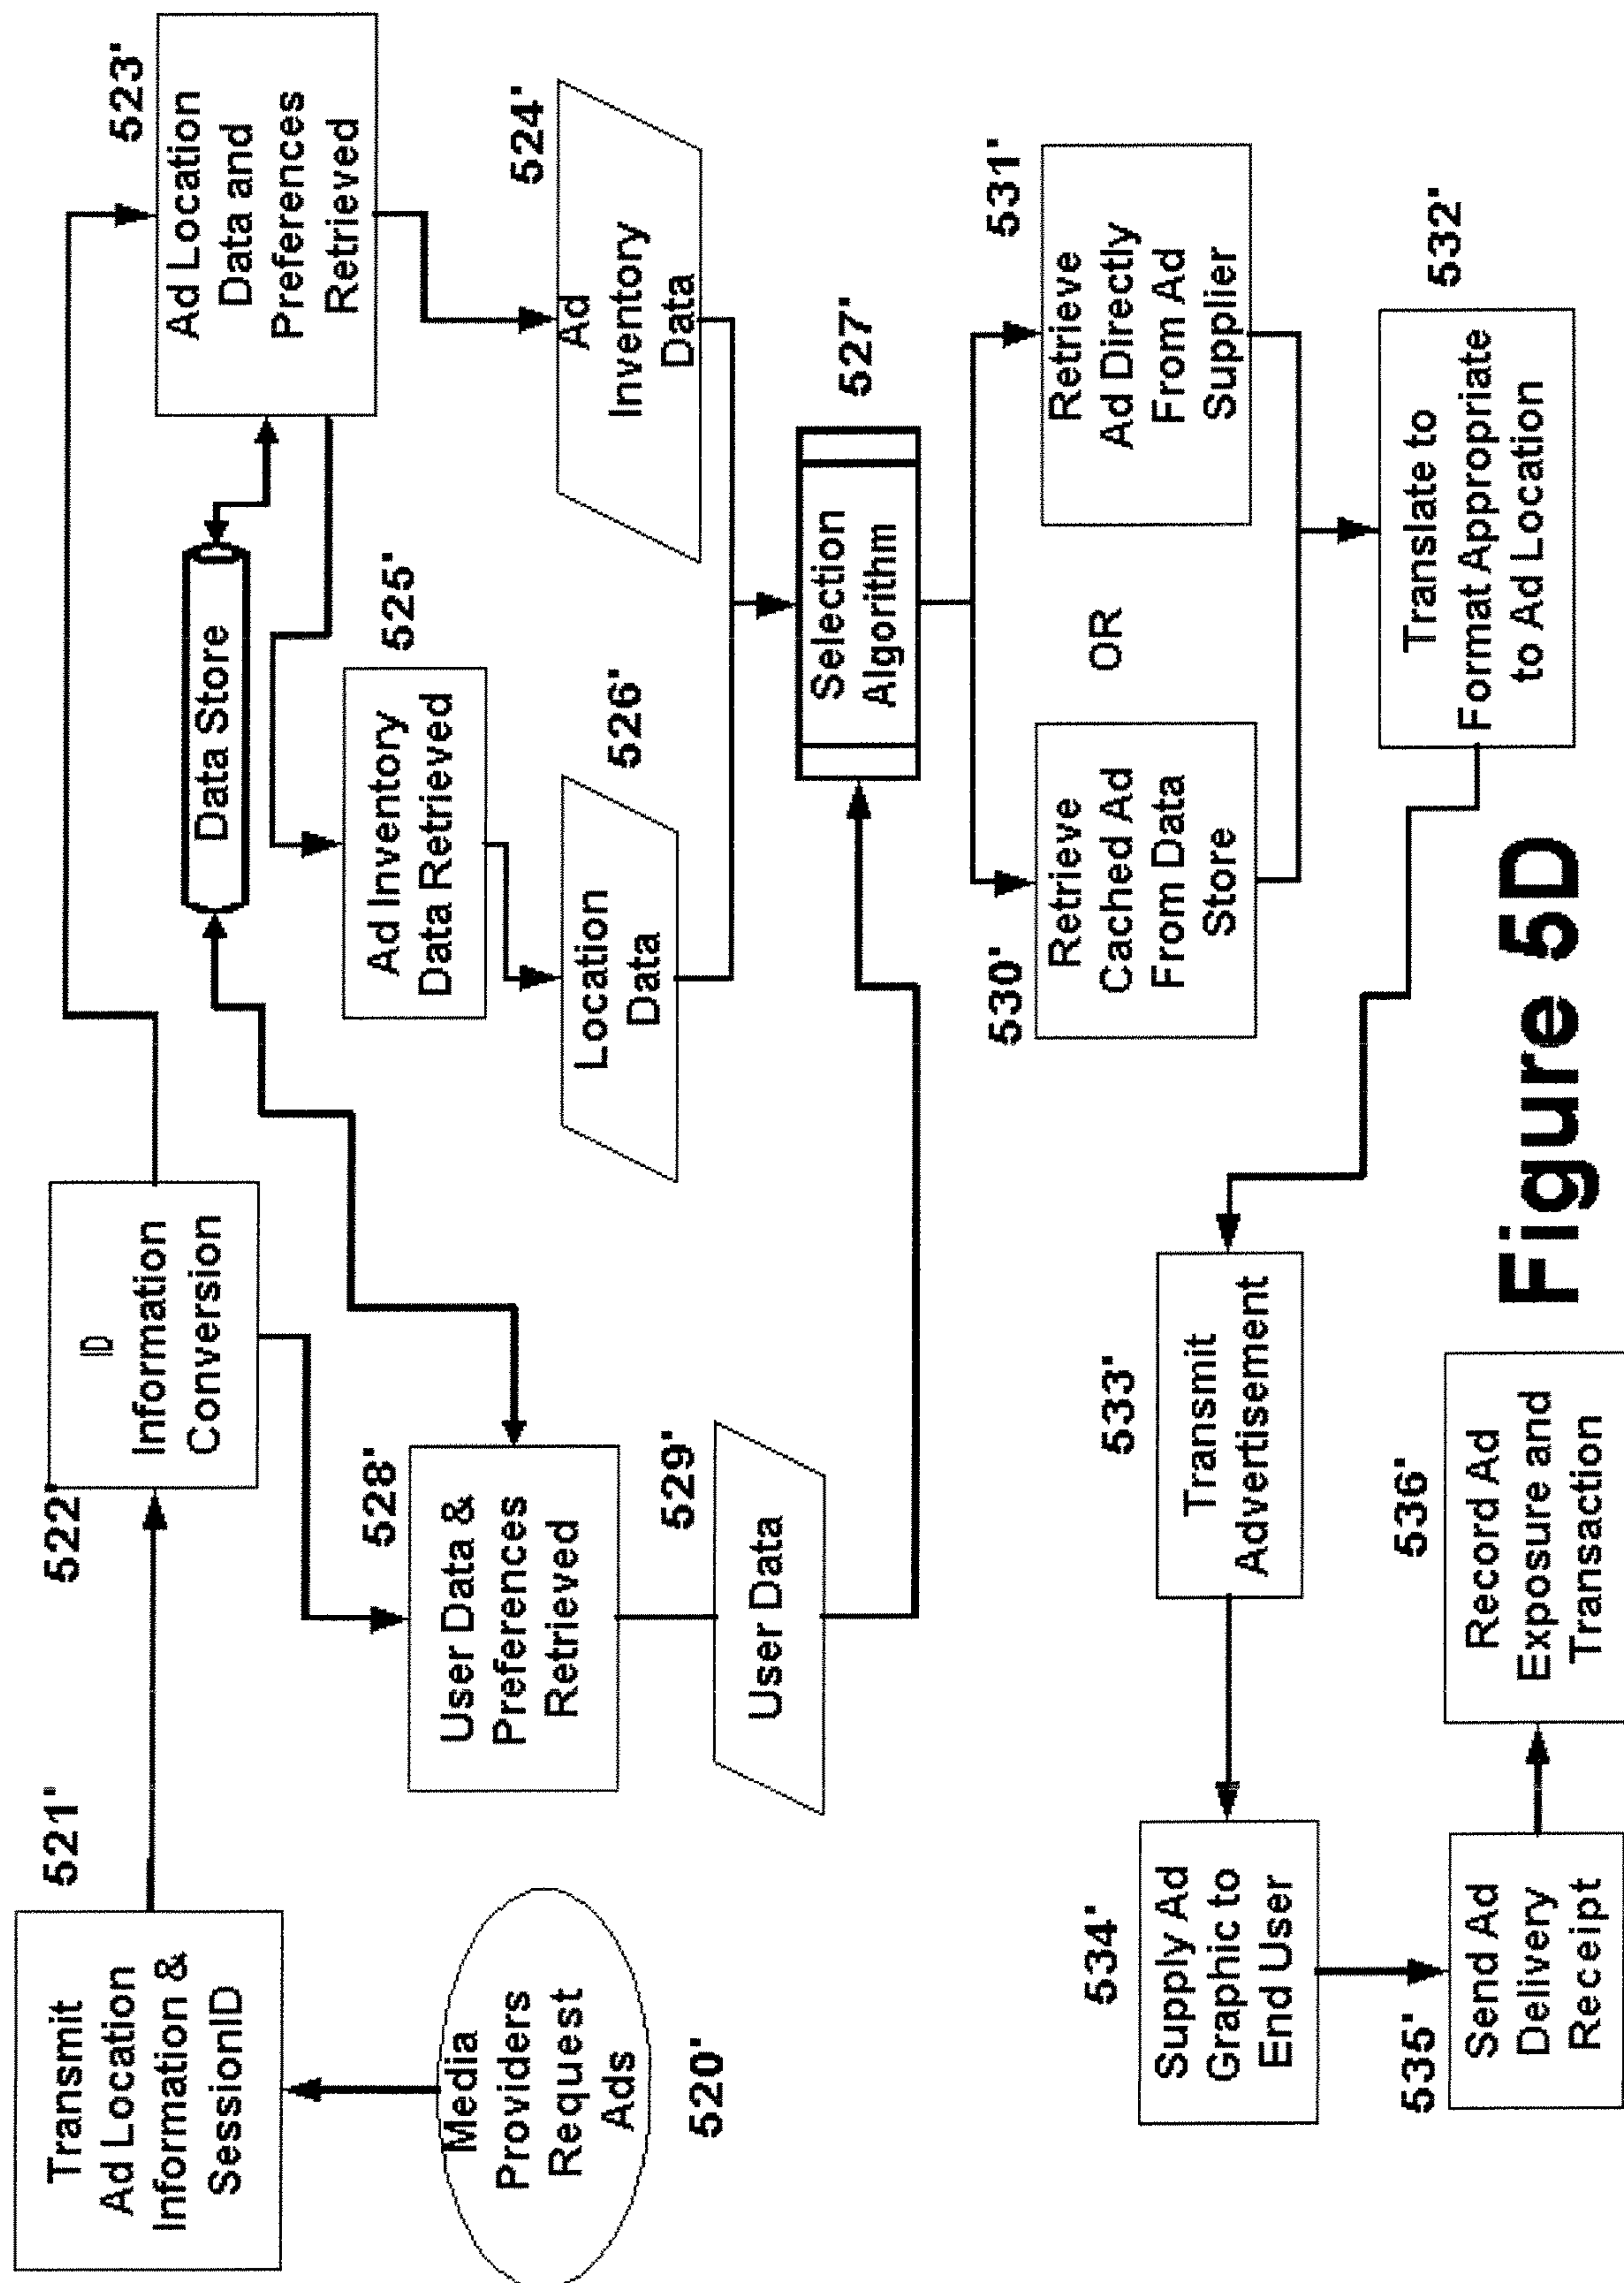 521'
Transmit
Ad Location
Information &
SessionID
Media
Providers
Request
Ads
520'
522'
ID
Information
Conversion
523'
Ad Location
Data and
Preferences
Retrieved
Data Store
524'
Ad
Inventory
Data
525'
Ad Inventory
Data Retrieved
526'
Location
Data
528'
User Data &
Preferences
Retrieved
529'
User Data
527'
Selection
Algorithm
530'
Retrieve
Cached Ad
From Data
Store
OR
531'
Retrieve
Ad Directly
From Ad
Supplier
532'
Translate to
Format Appropriate
to Ad Location
533'
Transmit
Advertisement
534'
Supply Ad
Graphic to
End User
535'
Send Ad
Delivery
Receipt
536'
Record Ad
Exposure and
Transaction
Figure 5D